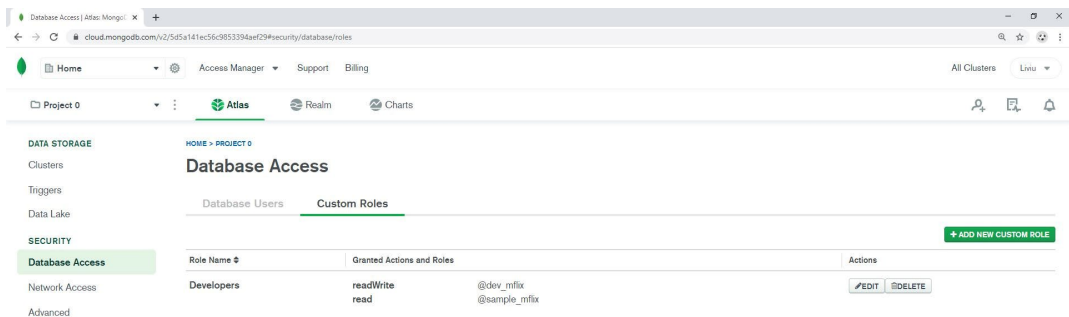 Database Access | Atlas: MongoD
cloud.mongodb.com/v2/5d5a141ec56c9853394aef29#security/database/roles
Home Access Manager Support Billing All Clusters Liviu
Project 0 Atlas Realm Charts
DATA STORAGE
Clusters
Triggers
Data Lake
SECURITY
Database Access
Network Access
Advanced
HOME > PROJECT 0
Database Access
Database Users Custom Roles
+ ADD NEW CUSTOM ROLE
Role Name Granted Actions and Roles Actions
Developers readWrite @dev_mflix EDIT DELETE
read @sample_mflix